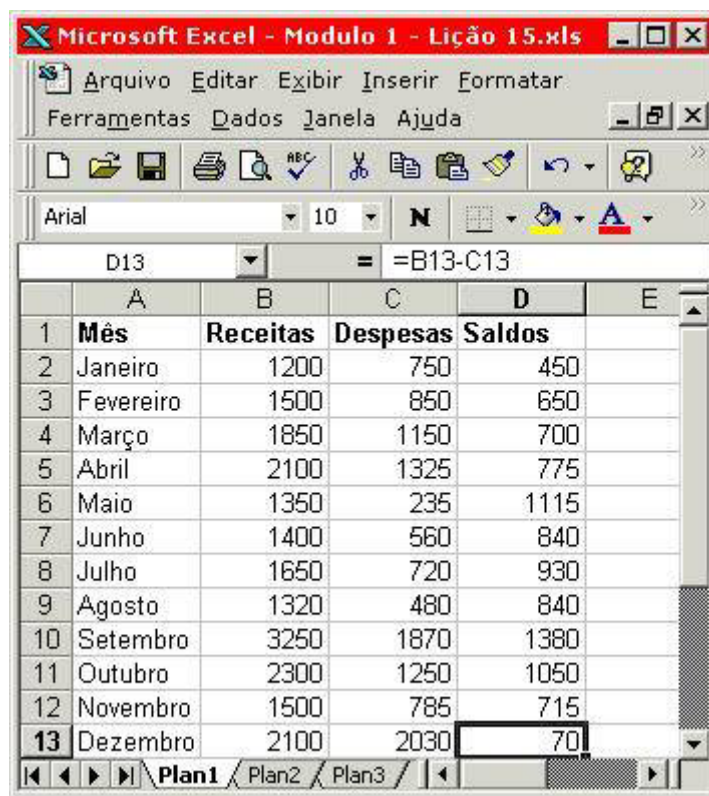 Microsoft Excel - Modulo 1 - Lição 15.xls
Arquivo Editar Exibir Inserir Formatar
Ferramentas Dados Janela Ajuda
ABC
Arial 10 N A
D13 = =B13-C13
A B C D E
1 Mês Receitas Despesas Saldos
2 Janeiro 1200 750 450
3 Fevereiro 1500 850 650
4 Março 1850 1150 700
5 Abril 2100 1325 775
6 Maio 1350 235 1115
7 Junho 1400 560 840
8 Julho 1650 720 930
9 Agosto 1320 480 840
10 Setembro 3250 1870 1380
11 Outubro 2300 1250 1050
12 Novembro 1500 785 715
13 Dezembro 2100 2030 70
Plan1 Plan2 Plan3